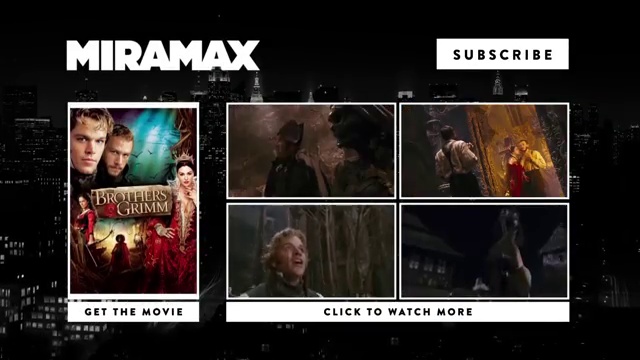 MIRAMAX
SUBSCRIBE
BROTHERS
GRIMM
GET THE MOVIE
CLICK TO WATCH MORE